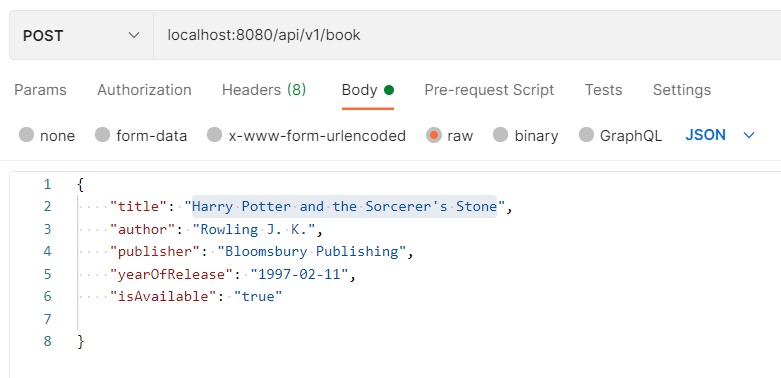 POST localhost:8080/api/v1/book
Params Authorization Headers (8) Body Pre-request Script Tests Settings
none form-data x-www-form-urlencoded raw binary GraphQL JSON
1 {
2 "title": "Harry Potter and the Sorcerer's Stone",
3 "author": "Rowling J. K.",
4 "publisher": "Bloomsbury Publishing",
5 "yearOfRelease": "1997-02-11",
6 "isAvailable": "true"
7
8 }